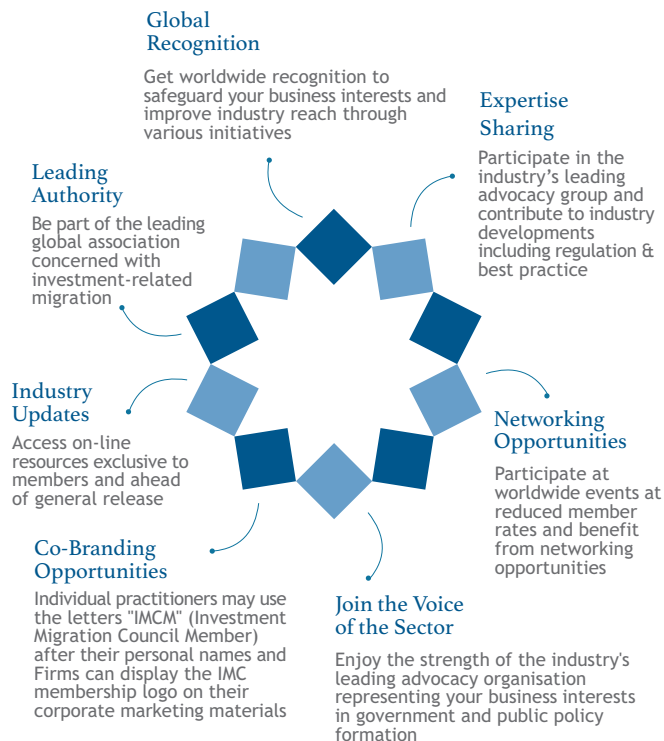 Global
Recognition
Get worldwide recognition to
safeguard your business interests and
improve industry reach through
various initiatives
Expertise
Sharing
Participate in the
industry’s leading
advocacy group and
contribute to industry
developments
including regulation &
best practice
Leading
Authority
Be part of the leading
global association
concerned with
investment-related
migration
Industry
Updates
Access on-line
resources exclusive to
members and ahead
of general release
Networking
Opportunities
Participate at
worldwide events at
reduced member
rates and benefit
from networking
opportunities
Co-Branding
Opportunities
Individual practitioners may use
the letters "IMCM" (Investment
Migration Council Member)
after their personal names and
Firms can display the IMC
membership logo on their
corporate marketing materials
Join the Voice
of the Sector
Enjoy the strength of the industry's
leading advocacy organisation
representing your business interests
in government and public policy
formation